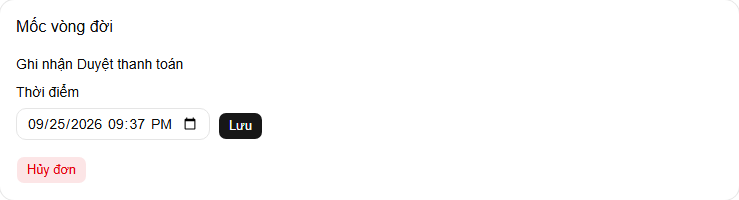 Mốc vòng đời
Ghi nhận Duyệt thanh toán
Thời điểm
09/25/2026 09:37 PM
Lưu
Hủy đơn